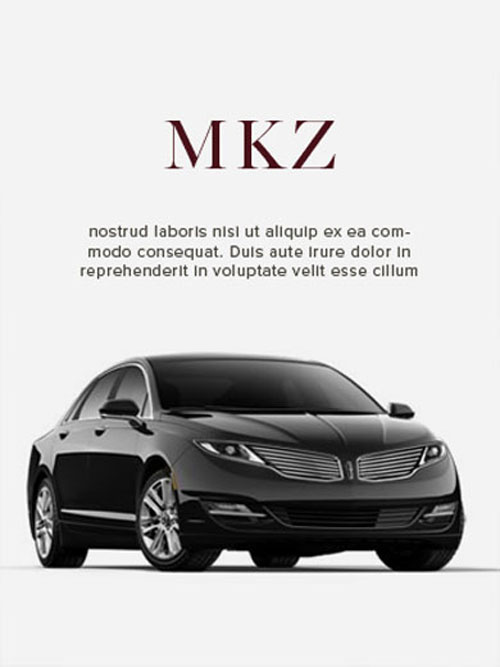 MKZ
nostrud laboris nisi ut aliquip ex ea com-
modo consequat. Duis aute irure dolor in
reprehenderit in voluptate velit esse cillum